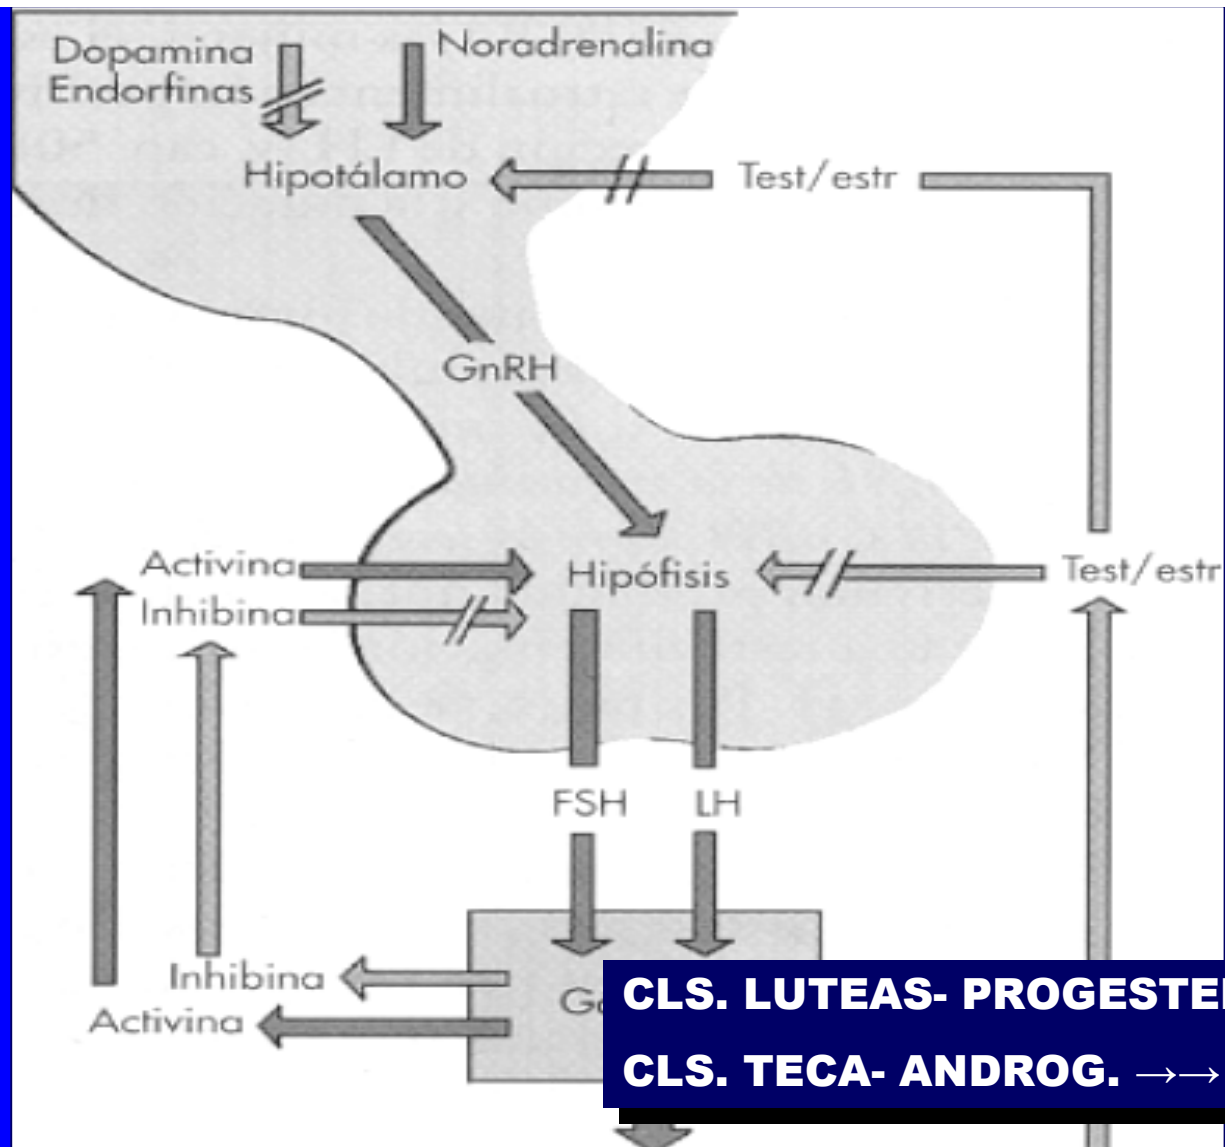 Dopamina
Endorfinas
Noradrenalina
Hipotálamo
Test/estr
GnRH
Activina
Inhibina
Hipófisis
Test/estr
FSH
LH
Inhibina
Activina
CLS. LUTEAS- 
CLS. TECA- ANDROG. →→